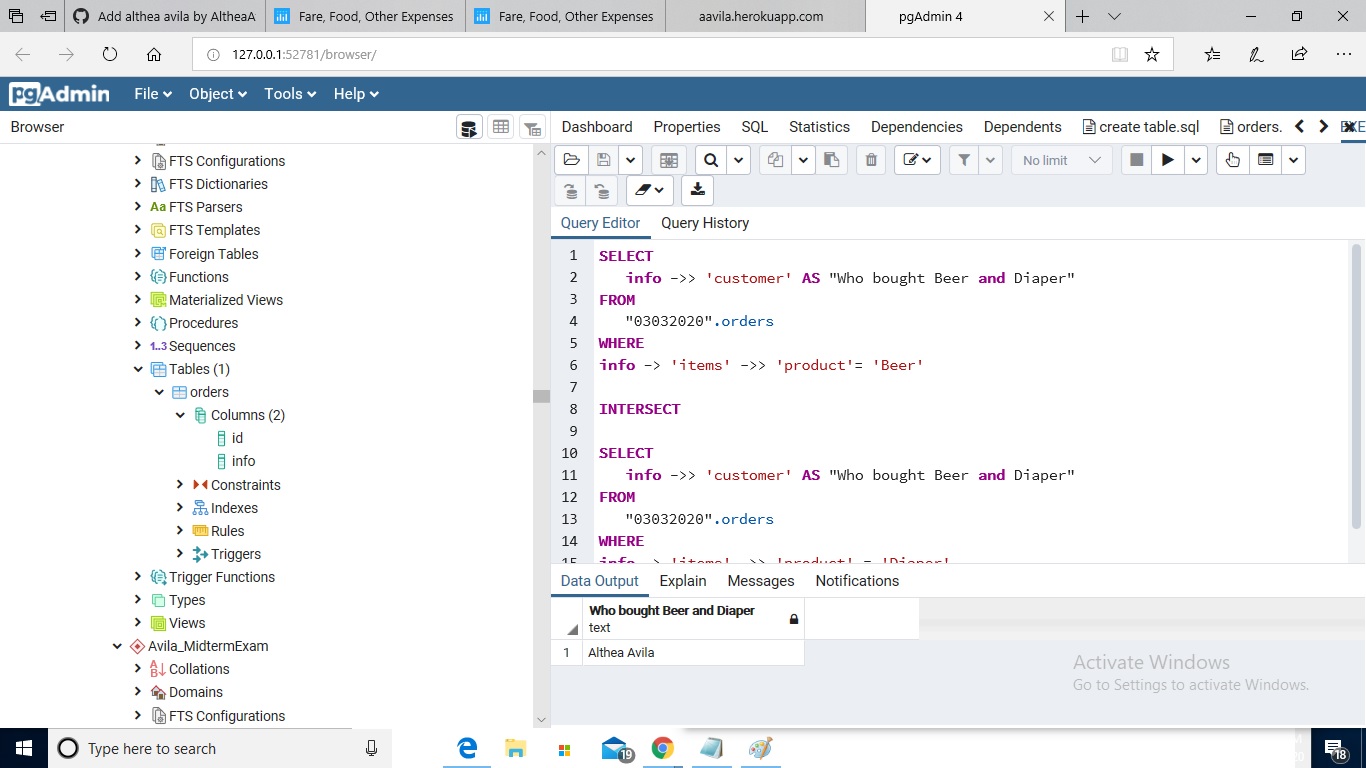 Add althea avila by AltheaA
Fare, Food, Other Expenses
Fare, Food, Other Expenses
aavila.herokuapp.com
pgAdmin 4
127.0.0.1:52781/browser/
pgAdmin
File
Object
Tools
Help
Browser
Dashboard
Properties
SQL
Statistics
Dependencies
Dependents
create table.sql
orders.
FTS Configurations
FTS Dictionaries
Aa FTS Parsers
FTS Templates
Foreign Tables
Functions
Materialized Views
Procedures
1..3 Sequences
Tables (1)
orders
Columns (2)
id
info
Constraints
Indexes
Rules
Triggers
Trigger Functions
Types
Views
Avila_MidtermExam
Collations
Domains
FTS Configurations
No limit
Query Editor
Query History
1 SELECT
2 info ->> 'customer' AS "Who bought Beer and Diaper"
3 FROM
4 "03032020".orders
5 WHERE
6 info -> 'items' ->> 'product'= 'Beer'
7
8 INTERSECT
9
10 SELECT
11 info ->> 'customer' AS "Who bought Beer and Diaper"
12 FROM
13 "03032020".orders
14 WHERE
15 info -> 'items' ->> 'product' = 'Diaper'
Data Output
Explain
Messages
Notifications
Who bought Beer and Diaper
text
1 Althea Avila
Activate Windows
Go to Settings to activate Windows.
Type here to search
19
18